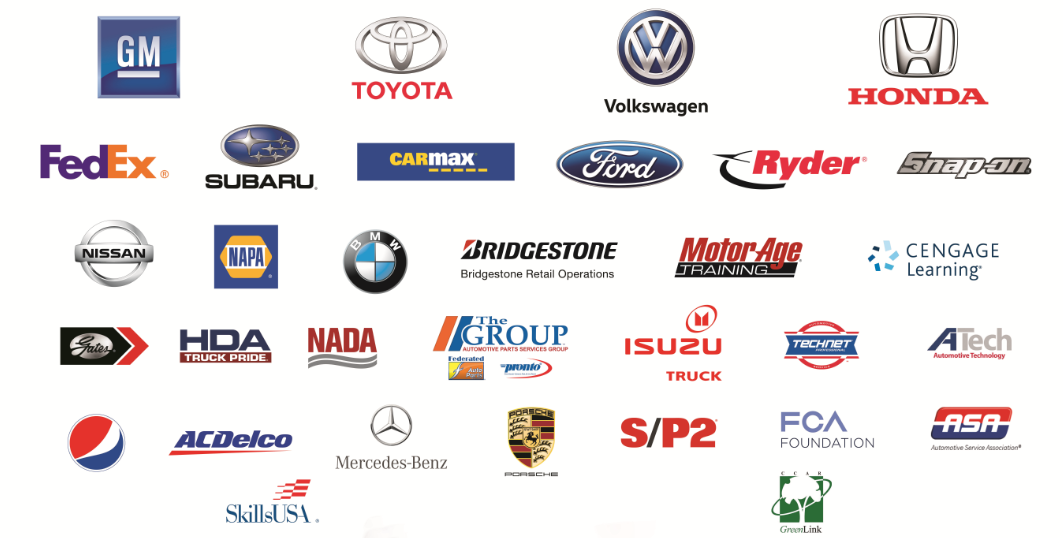 GM
TOYOTA
Volkswagen
HONDA
FedEx®
SUBARU®
CARmax
Ford
Ryder®
Snap-on
NISSAN
NAPA®
BMW
BRIDGESTONE
Bridgestone Retail Operations
Motor Age
TRAINING
CENGAGE
Learning®
Gates
HDA
TRUCK PRIDE
NADA
The
GROUP
AUTOMOTIVE PARTS SERVICES GROUP
Federated
Auto
Parts
pronto
ISUZU
TRUCK
TECHNET
PROFESSIONAL
ATech
Automotive Technology
ACDelco
Mercedes-Benz
PORSCHE
PORSCHE
S/P2
FCA
FOUNDATION
ASA
Automotive Service Association®
SkillsUSA®
CCAR
GreenLink